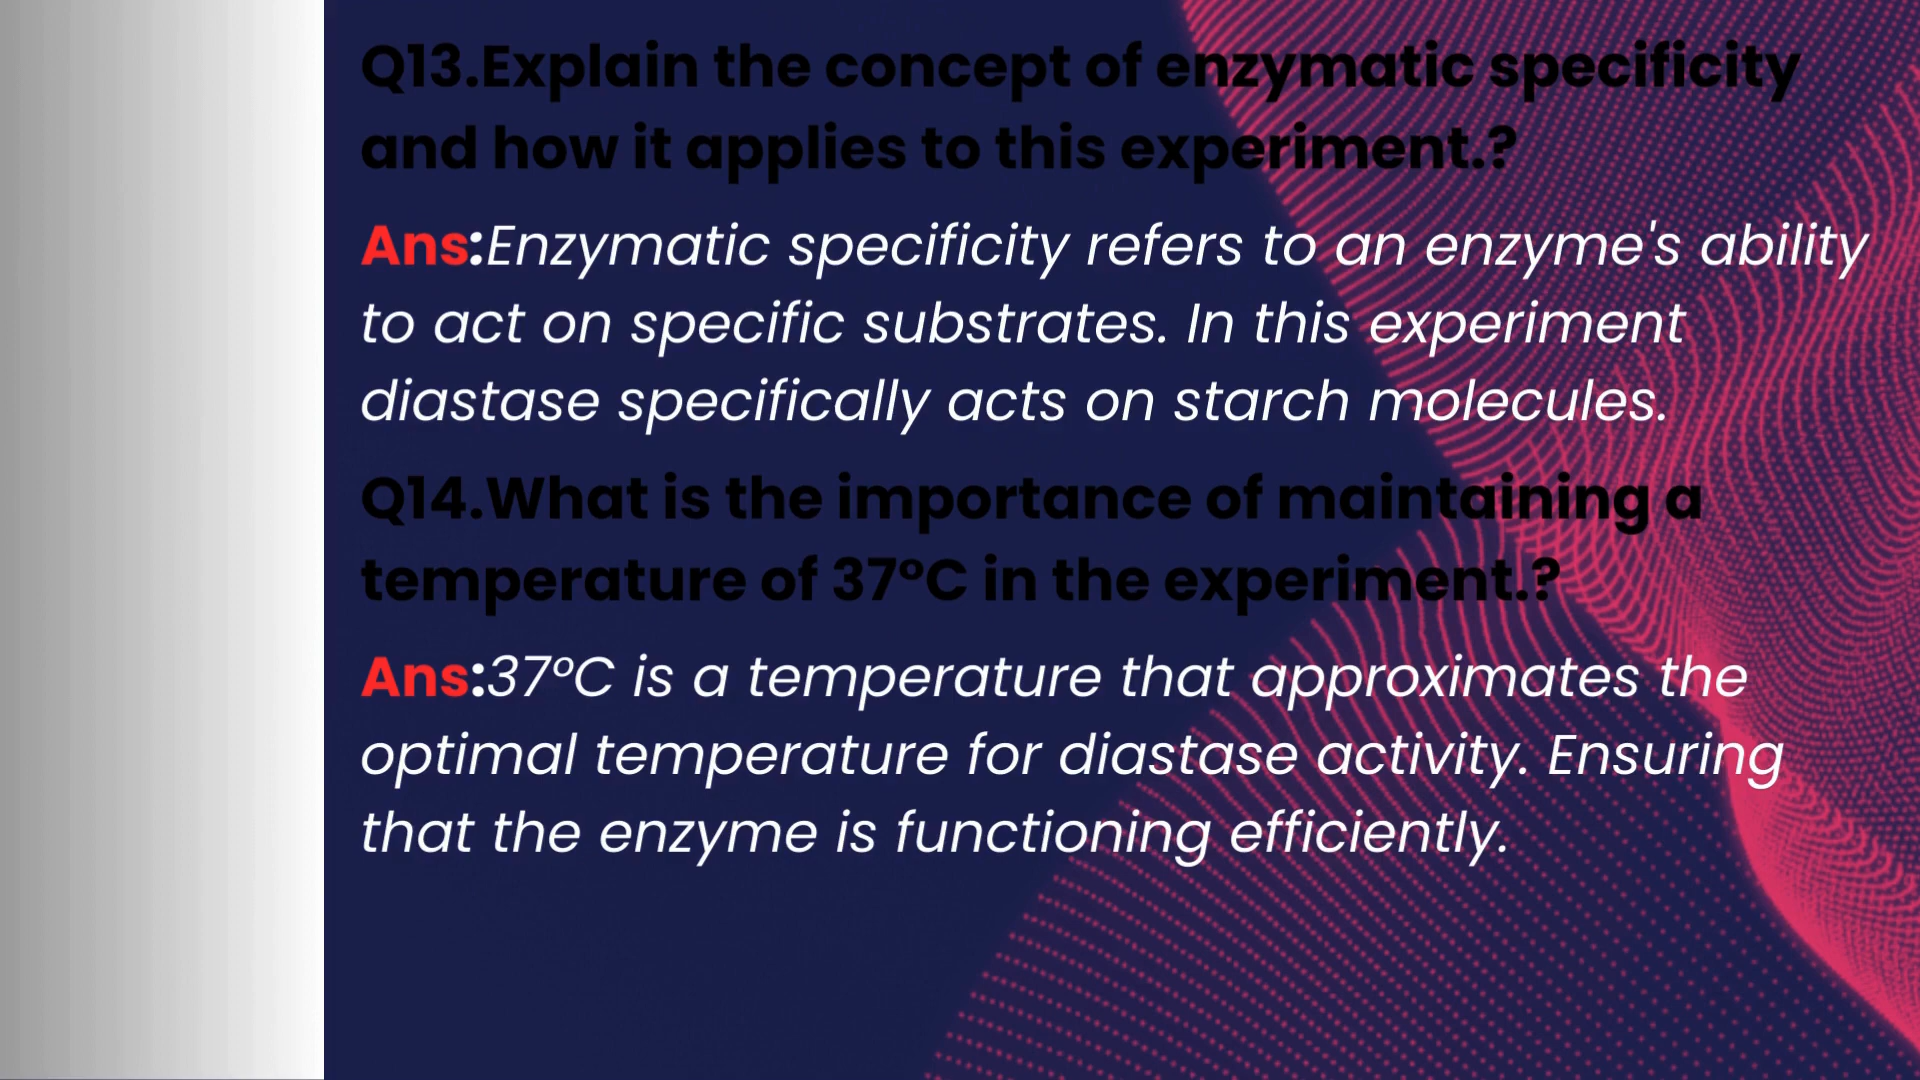 Q13.Explain the concept of enzymatic specificity
and how it applies to this experiment.?
Ans:Enzymatic specificity refers to an enzyme's ability
to act on specific substrates. In this experiment
diastase specifically acts on starch molecules.
Q14.What is the importance of maintaining a
temperature of 37°C in the experiment.?
Ans:37°C is a temperature that approximates the
optimal temperature for diastase activity. Ensuring
that the enzyme is functioning efficiently.